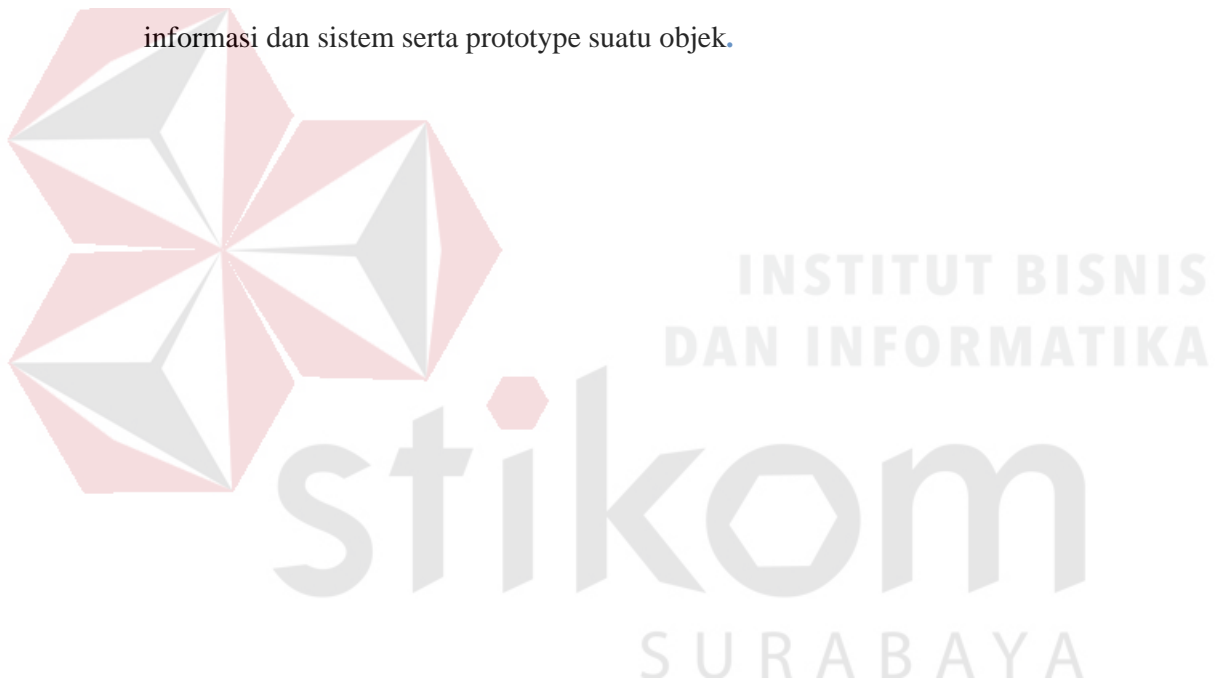 informasi dan sistem serta prototype suatu objek.
INSTITUT BISNIS
DAN INFORMATIKA
stikom
SURABAYA